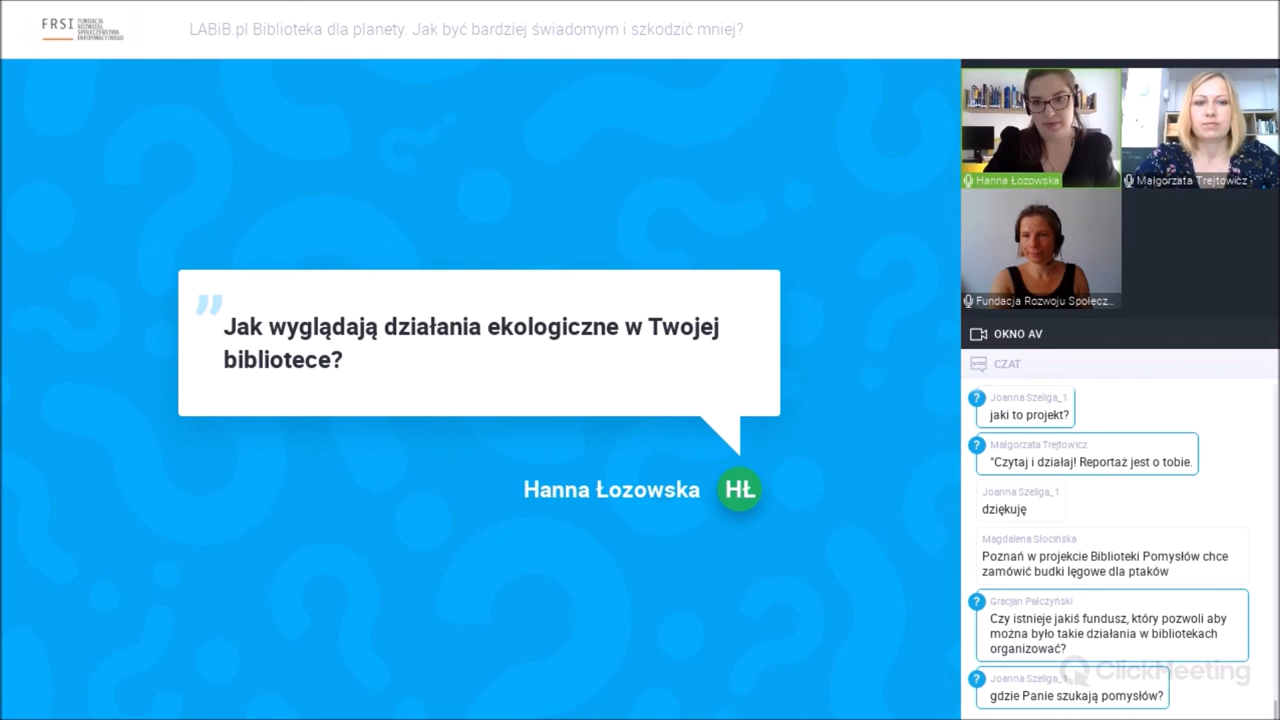 FRSI
FUNDACJA
ROZWOJU
SPOŁECZEŃSTWA
INFORMACYJNEGO
LABiB.pl Biblioteka dla planety. Jak być bardziej świadomym i szkodzić mniej?
"
Jak wyglądają działania ekologiczne w Twojej
bibliotece?
Hanna Łozowska
HŁ
Hanna Łozowska
Małgorzata Trejtowicz -
Fundacja Rozwoju Społecz...
OKNO AV
CZAT
?
Joanna Szeliga_1
jaki to projekt?
?
Małgorzata Trejtowicz
"Czytaj i działaj! Reportaż jest o tobie.
Joanna Szeliga_1
dziękuję
Magdalena Słocińska
Poznań w projekcie Biblioteki Pomysłów chce
zamówić budki lęgowe dla ptaków
?
Gracjan Pałczyński
Czy istnieje jakiś fundusz, który pozwoli aby
można było takie działania w bibliotekach
organizować?
?
Joanna Szeliga_1
gdzie Panie szukają pomysłów?
ClickMeeting